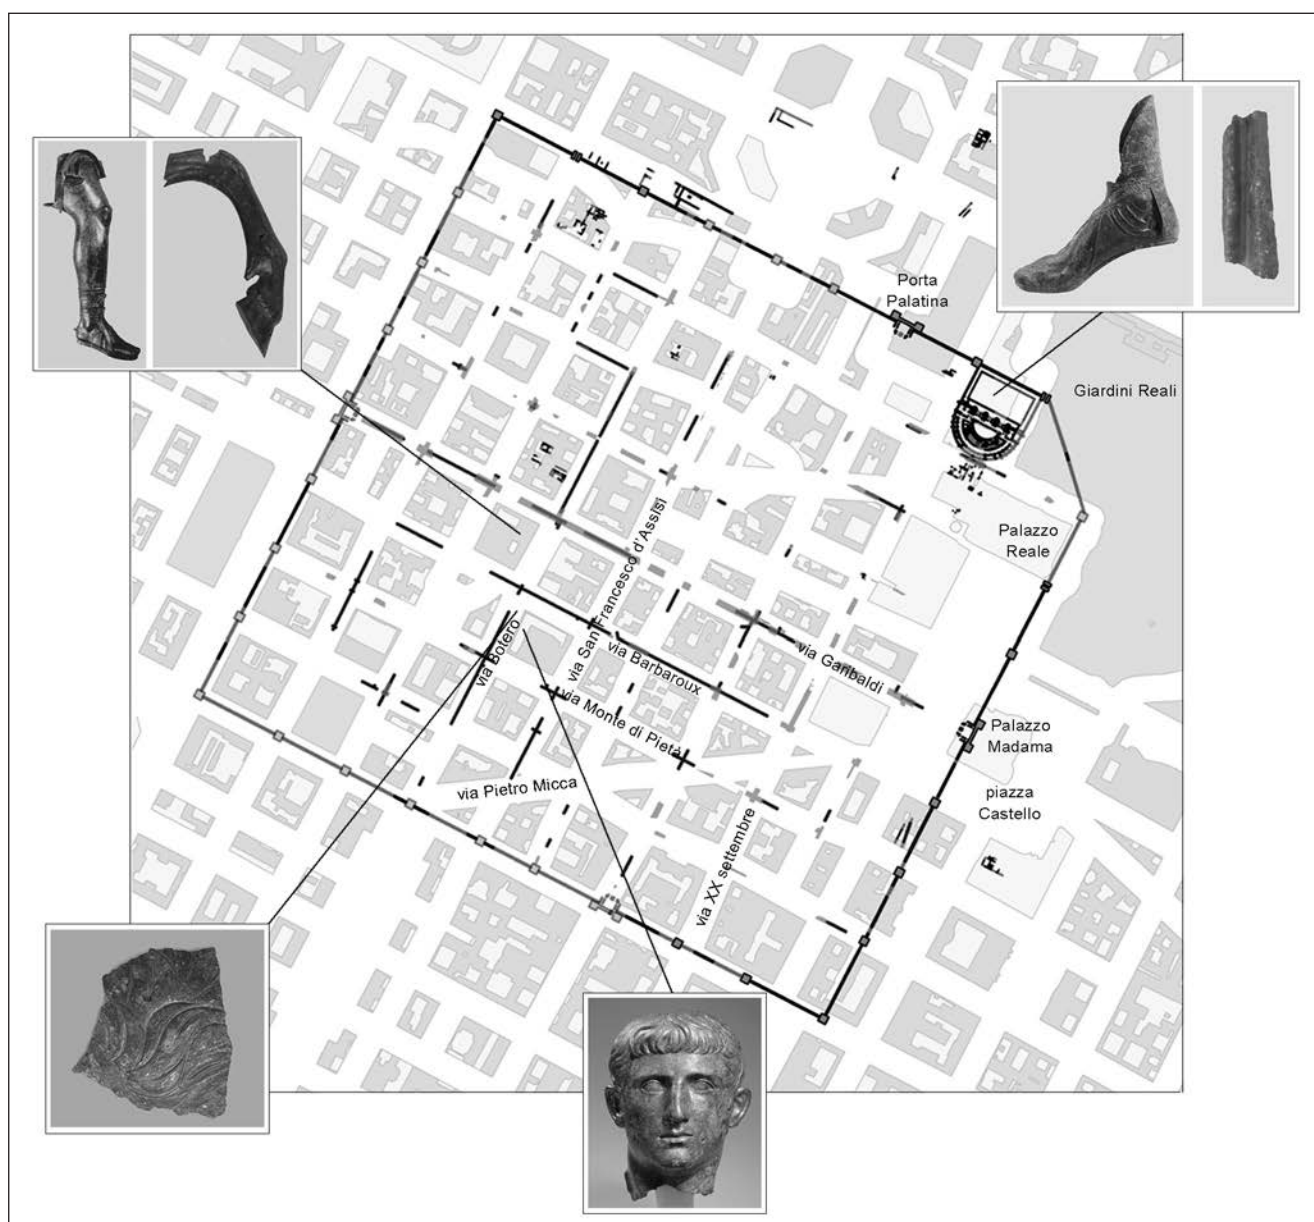 Porta
Palatina
Giardini Reali
Palazzo
Reale
via San Francesco d'Assisi
via Botero
via Barbaroux
via Garibaldi
via Monte di Pietà
Palazzo
Madama
via Pietro Micca
piazza
Castello
via XX settembre